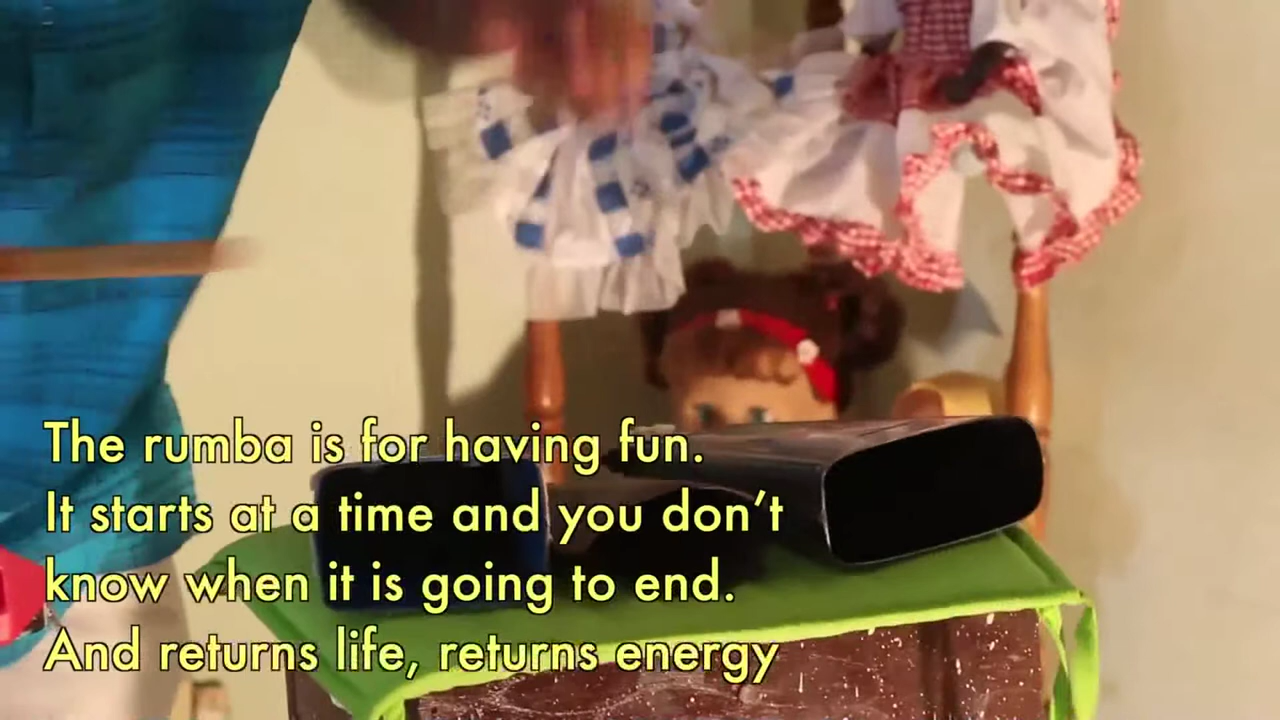 The rumba is for having fun.
It starts at a time and you don't
know when it is going to end.
And returns life, returns energy